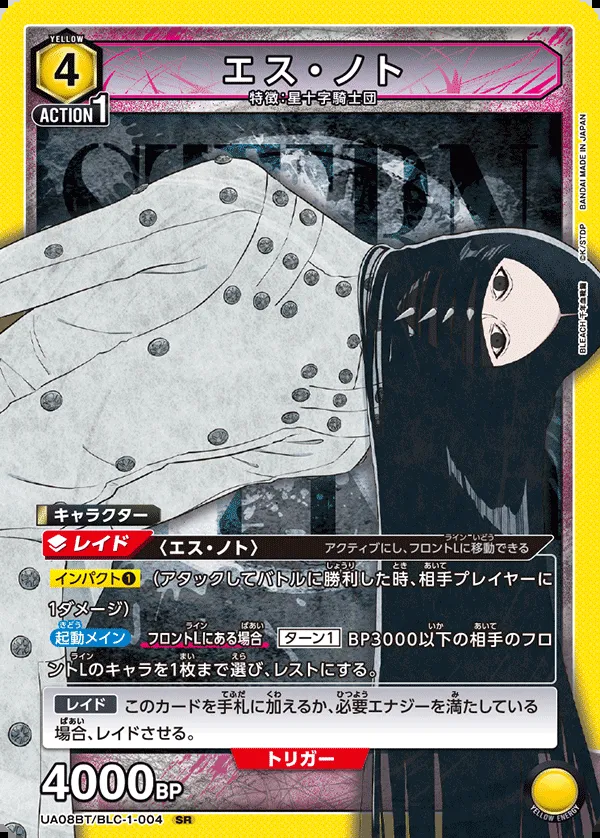 YELLOW
4
ACTION 1
エス・ノト
特徴：星十字騎士団
STERN
BLEACH 千年血戦篇 ©K/STDP BANDAI MADE IN JAPAN
キャラクター
レイド 〈エス・ノト〉 アクティブにし、フロントLに移動できる
インパクト❶ (アタックしてバトルに勝利した時、相手プレイヤーに
1ダメージ)
起動メイン フロントLにある場合 ターン1 BP3000以下の相手のフロ
ントLのキャラを1枚まで選び、レストにする。
レイド このカードを手札に加えるか、必要エナジーを満たしている
場合、レイドさせる。
トリガー
4000BP
UA08BT/BLC-1-004 SR
YELLOW ENERGY